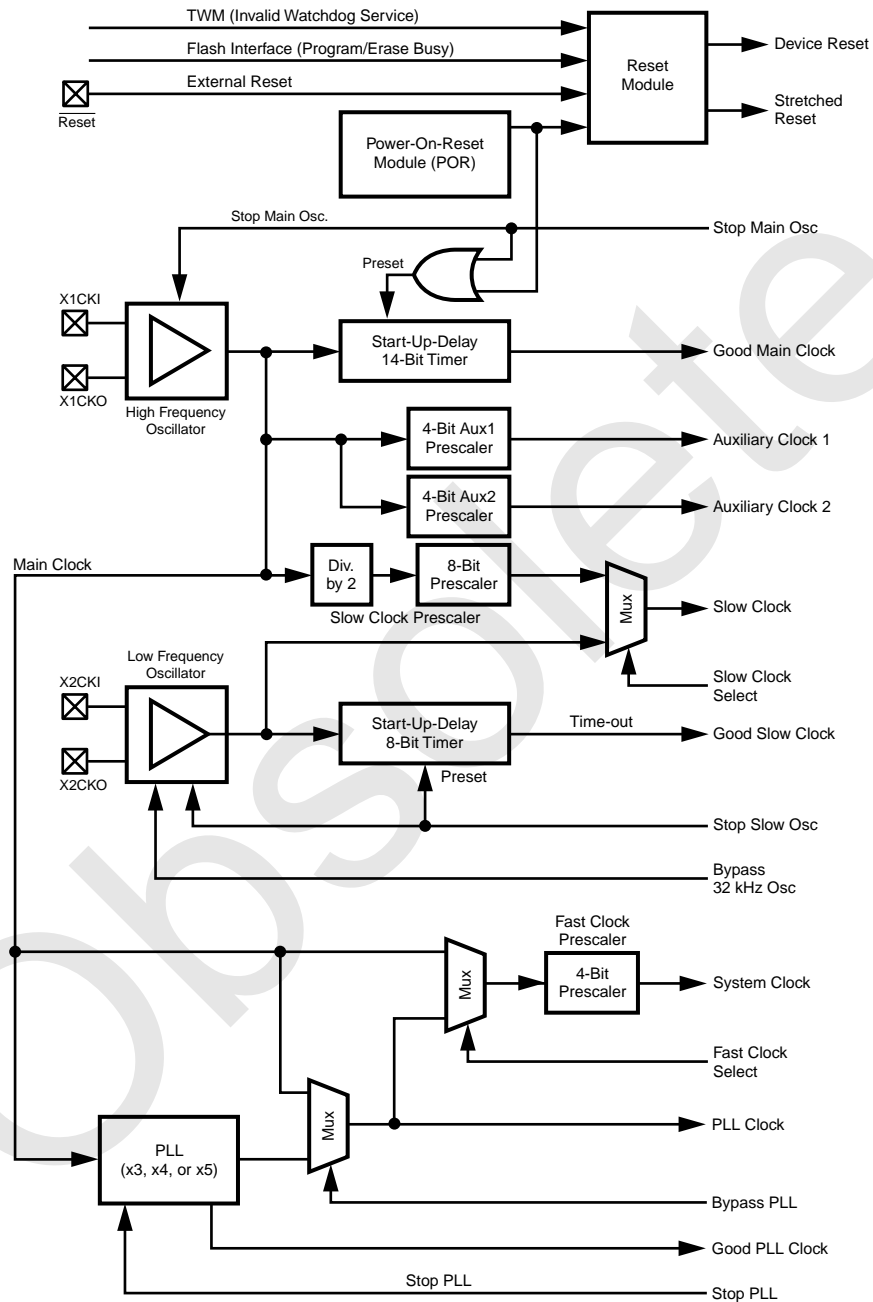 TWM (Invalid Watchdog Service)
Flash Interface (Program/Erase Busy)
External Reset
Reset
Reset
Module
Device Reset
Stretched
Reset
Power-On-Reset
Module (POR)
Stop Main Osc.
Stop Main Osc
Preset
X1CKI
X1CKO
High Frequency
Oscillator
Start-Up-Delay
14-Bit Timer
Good Main Clock
4-Bit Aux1
Prescaler
Auxiliary Clock 1
4-Bit Aux2
Prescaler
Auxiliary Clock 2
Main Clock
Div.
by 2
8-Bit
Prescaler
Slow Clock Prescaler
Mux
Slow Clock
Slow Clock
Select
Low Frequency
Oscillator
X2CKI
X2CKO
Start-Up-Delay
8-Bit Timer
Time-out
Good Slow Clock
Preset
Stop Slow Osc
Bypass
32 kHz Osc
Fast Clock
Prescaler
Mux
4-Bit
Prescaler
System Clock
Fast Clock
Select
Mux
PLL Clock
PLL
(x3, x4, or x5)
Bypass PLL
Good PLL Clock
Stop PLL
Stop PLL
Obsolete